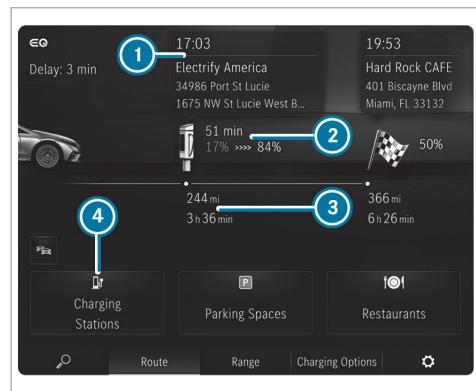 EQ
Delay: 3 min
17:03
Electrify America
34986 Port St Lucie
1675 NW St Lucie West B...
19:53
Hard Rock CAFE
401 Biscayne Blvd
Miami, FL 33132
1
51 min
17% >>>> 84%
2
50%
244 mi
3 h 36 min
3
366 mi
6 h 26 min
4
Charging
Stations
P
Parking Spaces
Restaurants
Route
Range
Charging Options